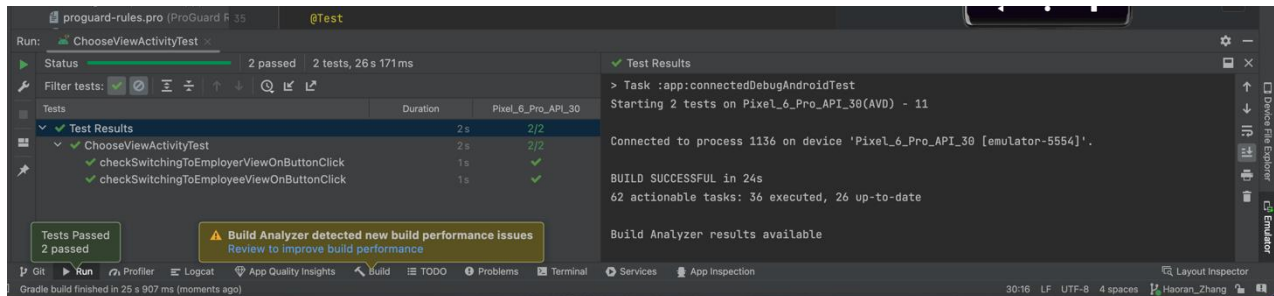 proguard-rules.pro (ProGuard R 35 @Test
Run: ChooseViewActivityTest
Status 2 passed 2 tests, 26 s 171 ms
Filter tests:
Tests Duration Pixel_6_Pro_API_30
Test Results 2 s 2/2
ChooseViewActivityTest 2 s 2/2
checkSwitchingToEmployerViewOnButtonClick 1 s
checkSwitchingToEmployeeViewOnButtonClick 1 s
Test Results
> Task :app:connectedDebugAndroidTest
Starting 2 tests on Pixel_6_Pro_API_30(AVD) - 11
Connected to process 1136 on device 'Pixel_6_Pro_API_30 [emulator-5554]'.
BUILD SUCCESSFUL in 24s
62 actionable tasks: 36 executed, 26 up-to-date
Build Analyzer results available
Device File Explorer
Emulator
Tests Passed
2 passed
Build Analyzer detected new build performance issues
Review to improve build performance
Git Run Profiler Logcat App Quality Insights Build TODO Problems Terminal Services App Inspection Layout Inspector
Gradle build finished in 25 s 907 ms (moments ago) 30:16 LF UTF-8 4 spaces Haoran_Zhang